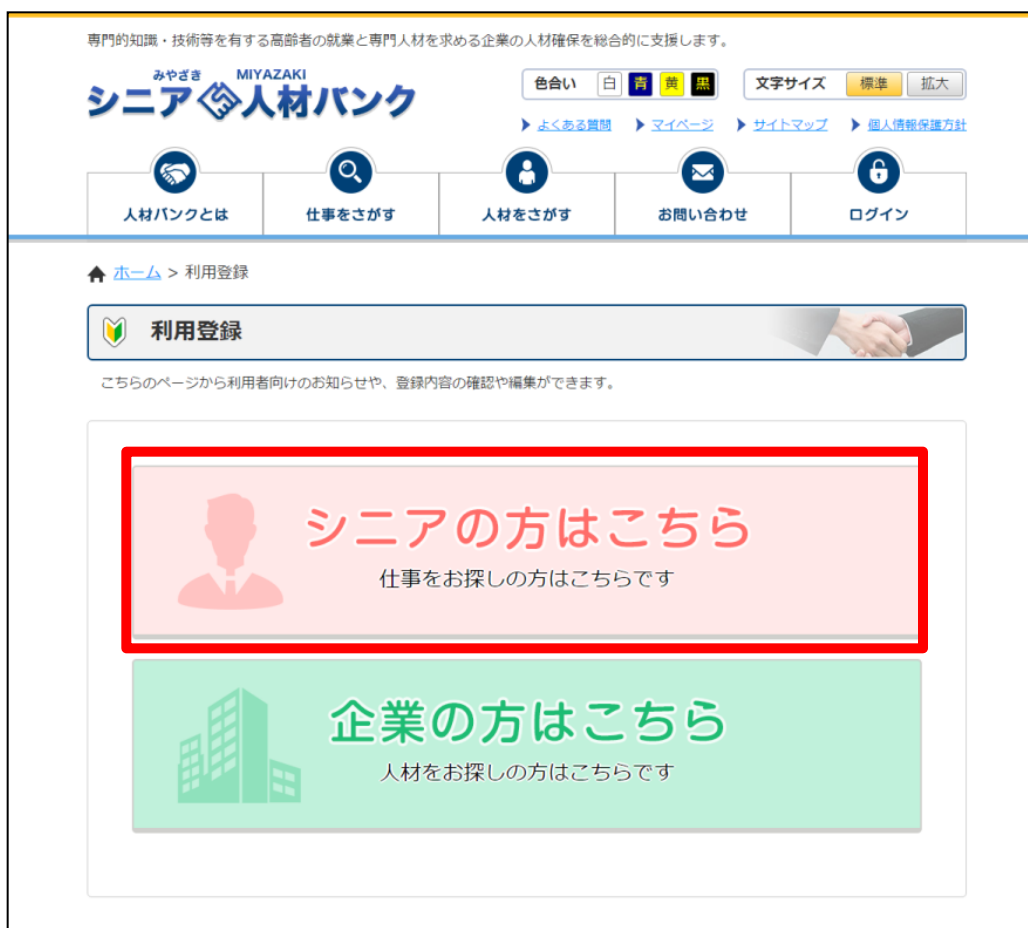 専門的知識・技術等を有する高齢者の就業と専門人材を求める企業の人材確保を総合的に支援します。
みやざき MIYAZAKI
シニア人材バンク
色合い 白 青 黄 黒 文字サイズ 標準 拡大
よくある質問 マイページ サイトマップ 個人情報保護方針
人材バンクとは 仕事をさがす 人材をさがす お問い合わせ ログイン
ホーム > 利用登録
利用登録
こちらのページから利用者向けのお知らせや、登録内容の確認や編集ができます。
シニアの方はこちら
仕事をお探しの方はこちらです
企業の方はこちら
人材をお探しの方はこちらです